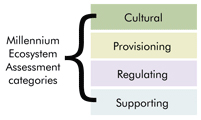 Millennium
Ecosystem
Assessment
categories
Cultural
Provisioning
Regulating
Supporting